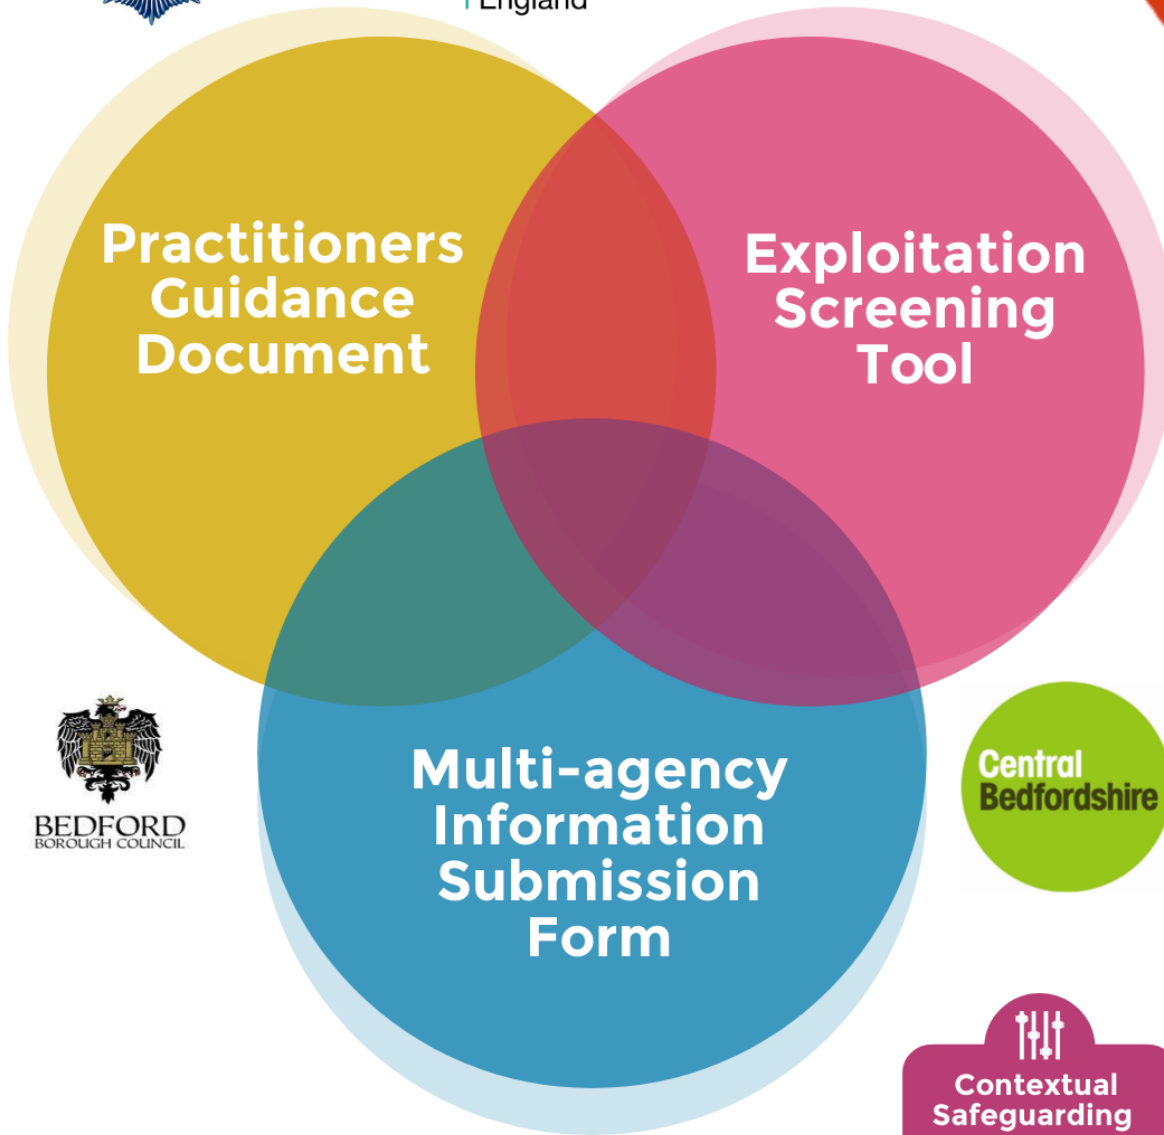 England
Practitioners
Guidance
Document
Exploitation
Screening
Tool
BEDFORD
BOROUGH COUNCIL
Multi-agency
Information
Submission
Form
Central
Bedfordshire
Contextual
Safeguarding